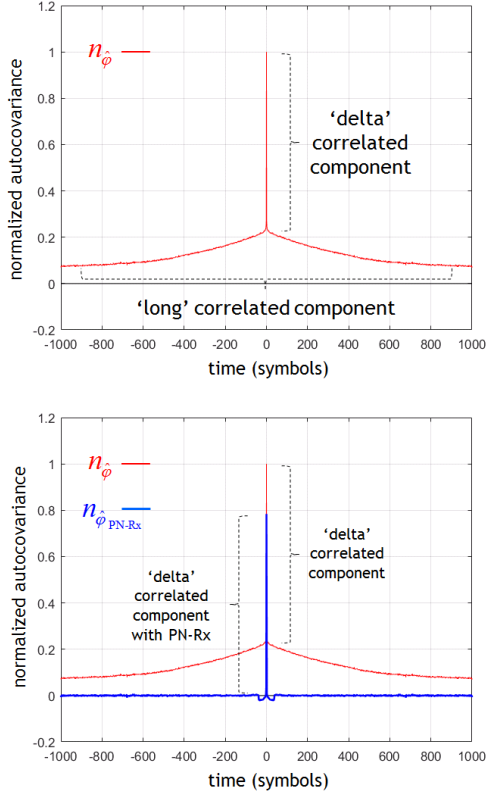 1.2
1
0.8
0.6
0.4
0.2
0
-0.2
normalized autocovariance
n_φ̂
‘delta’
correlated
component
‘long’ correlated component
-1000 -800 -600 -400 -200 0 200 400 600 800 1000
time (symbols)
1.2
1
0.8
0.6
0.4
0.2
0
-0.2
normalized autocovariance
n_φ̂
n_φ̂ PN-Rx
‘delta’
correlated
component
‘delta’
correlated
component
with PN-Rx
-1000 -800 -600 -400 -200 0 200 400 600 800 1000
time (symbols)